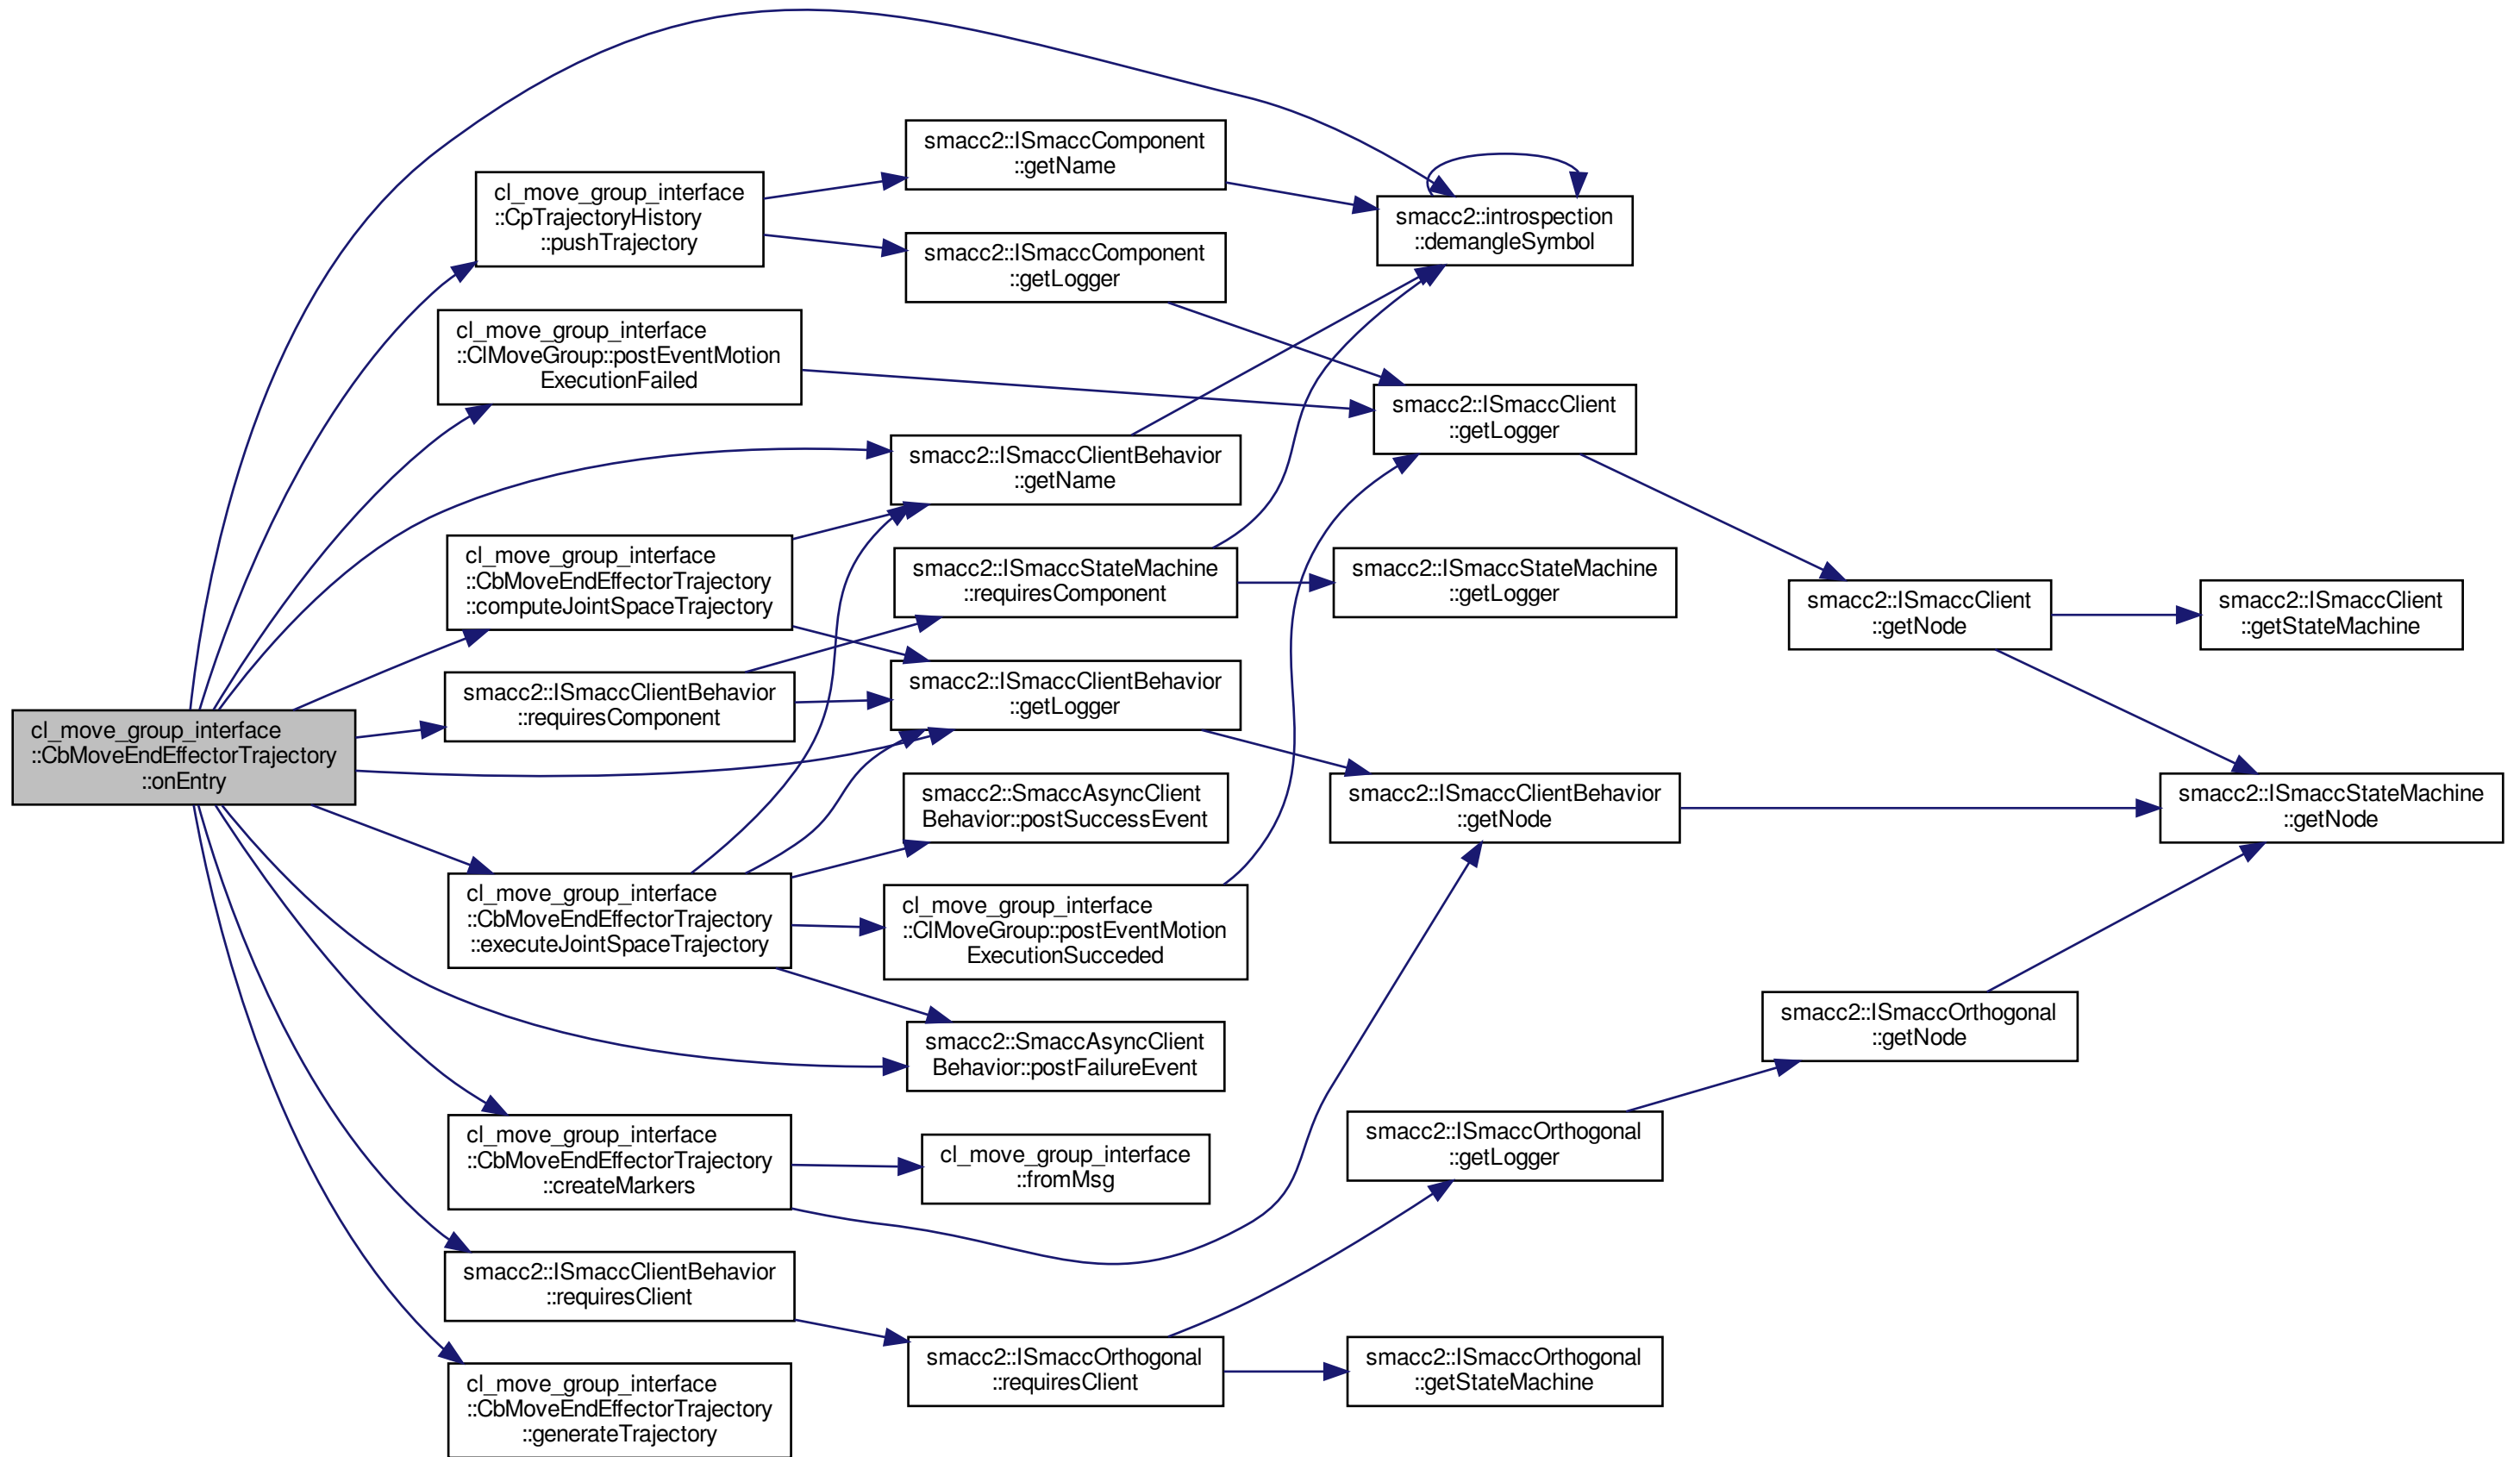 cl_move_group_interface
::CbMoveEndEffectorTrajectory
::onEntry
cl_move_group_interface
::CpTrajectoryHistory
::pushTrajectory
cl_move_group_interface
::ClMoveGroup::postEventMotion
ExecutionFailed
cl_move_group_interface
::CbMoveEndEffectorTrajectory
::computeJointSpaceTrajectory
smacc2::ISmaccClientBehavior
::requiresComponent
cl_move_group_interface
::CbMoveEndEffectorTrajectory
::executeJointSpaceTrajectory
cl_move_group_interface
::CbMoveEndEffectorTrajectory
::createMarkers
smacc2::ISmaccClientBehavior
::requiresClient
cl_move_group_interface
::CbMoveEndEffectorTrajectory
::generateTrajectory
smacc2::ISmaccComponent
::getName
smacc2::ISmaccComponent
::getLogger
smacc2::ISmaccClientBehavior
::getName
smacc2::ISmaccStateMachine
::requiresComponent
smacc2::ISmaccClientBehavior
::getLogger
smacc2::SmaccAsyncClient
Behavior::postSuccessEvent
cl_move_group_interface
::ClMoveGroup::postEventMotion
ExecutionSucceded
smacc2::SmaccAsyncClient
Behavior::postFailureEvent
cl_move_group_interface
::fromMsg
smacc2::ISmaccOrthogonal
::requiresClient
smacc2::introspection
::demangleSymbol
smacc2::ISmaccClient
::getLogger
smacc2::ISmaccStateMachine
::getLogger
smacc2::ISmaccClientBehavior
::getNode
smacc2::ISmaccOrthogonal
::getLogger
smacc2::ISmaccOrthogonal
::getStateMachine
smacc2::ISmaccClient
::getNode
smacc2::ISmaccOrthogonal
::getNode
smacc2::ISmaccClient
::getStateMachine
smacc2::ISmaccStateMachine
::getNode